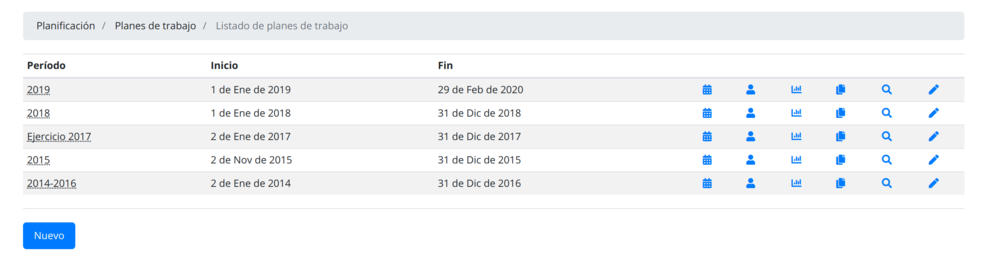 Planificación / Planes de trabajo / Listado de planes de trabajo
Período Inicio Fin
2019 1 de Ene de 2019 29 de Feb de 2020
2018 1 de Ene de 2018 31 de Dic de 2018
Ejercicio 2017 2 de Ene de 2017 31 de Dic de 2017
2015 2 de Nov de 2015 31 de Dic de 2015
2014-2016 2 de Ene de 2014 31 de Dic de 2016
Nuevo